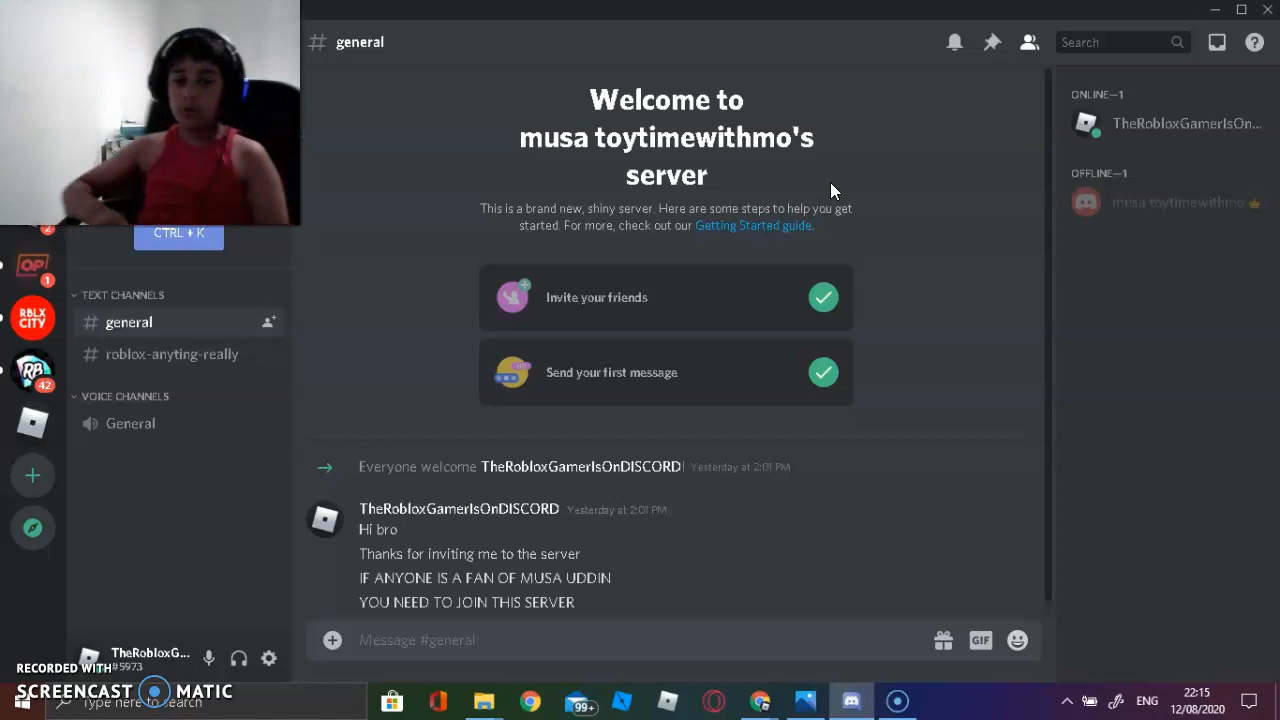 # general
Search
Welcome to
musa toytimewithmo's
server
This is a brand new, shiny server. Here are some steps to help you get
started. For more, check out our Getting Started guide.
Invite your friends
Send your first message
Everyone welcome TheRobloxGamerIsOnDISCORD! Yesterday at 2:01 PM
TheRobloxGamerIsOnDISCORD Yesterday at 2:01 PM
Hi bro
Thanks for inviting me to the server
IF ANYONE IS A FAN OF MUSA UDDIN
YOU NEED TO JOIN THIS SERVER
Message #general
GIF
ONLINE—1
TheRobloxGamerIsOn...
OFFLINE—1
musa toytimewithmo
CTRL + K
2
OP
1
RBLX
CITY
RB
42
TEXT CHANNELS
# general
# roblox-anyting-really
VOICE CHANNELS
General
TheRobloxG...
#5973
RECORDED WITH
SCREENCAST MATIC
Type here to search
99+
ENG
22:15
12/08/2020